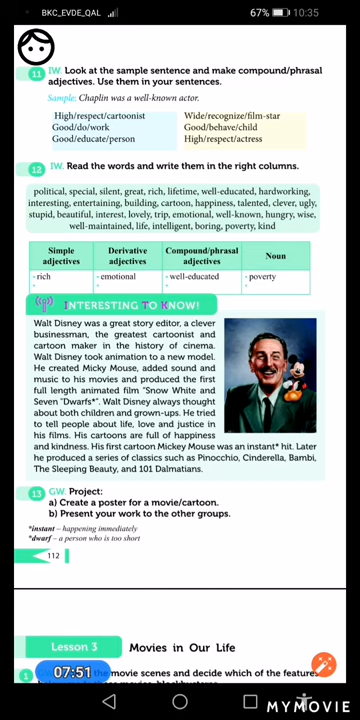 BKC_EVDE_QAL
67% 10:35
11 IW. Look at the sample sentence and make compound/phrasal
adjectives. Use them in your sentences.
Sample: Chaplin was a well-known actor.
High/respect/cartoonist
Good/do/work
Good/educate/person
Wide/recognize/film-star
Good/behave/child
High/respect/actress
12 IW. Read the words and write them in the right columns.
political, special, silent, great, rich, lifetime, well-educated, hardworking,
interesting, entertaining, building, cartoon, happiness, talented, clever, ugly,
stupid, beautiful, interest, lovely, trip, emotional, well-known, hungry, wise,
well-maintained, life, intelligent, boring, poverty, kind
Simple adjectives
Derivative adjectives
Compound/phrasal adjectives
Noun
• rich
• emotional
• well-educated
• poverty
INTERESTING TO KNOW!
Walt Disney was a great story editor, a clever
businessman, the greatest cartoonist and
cartoon maker in the history of cinema.
Walt Disney took animation to a new model.
He created Micky Mouse, added sound and
music to his movies and produced the first
full length animated film “Snow White and
Seven “Dwarfs*”. Walt Disney always thought
about both children and grown-ups. He tried
to tell people about life, love and justice in
his films. His cartoons are full of happiness
and kindness. His first cartoon Mickey Mouse was an instant* hit. Later
he produced a series of classics such as Pinocchio, Cinderella, Bambi,
The Sleeping Beauty, and 101 Dalmatians.
13 GW. Project:
a) Create a poster for a movie/cartoon.
b) Present your work to the other groups.
*instant – happening immediately
*dwarf – a person who is too short
112
Lesson 3 Movies in Our Life
1 the movie scenes and decide which of the features
07:51
MYMOVIE